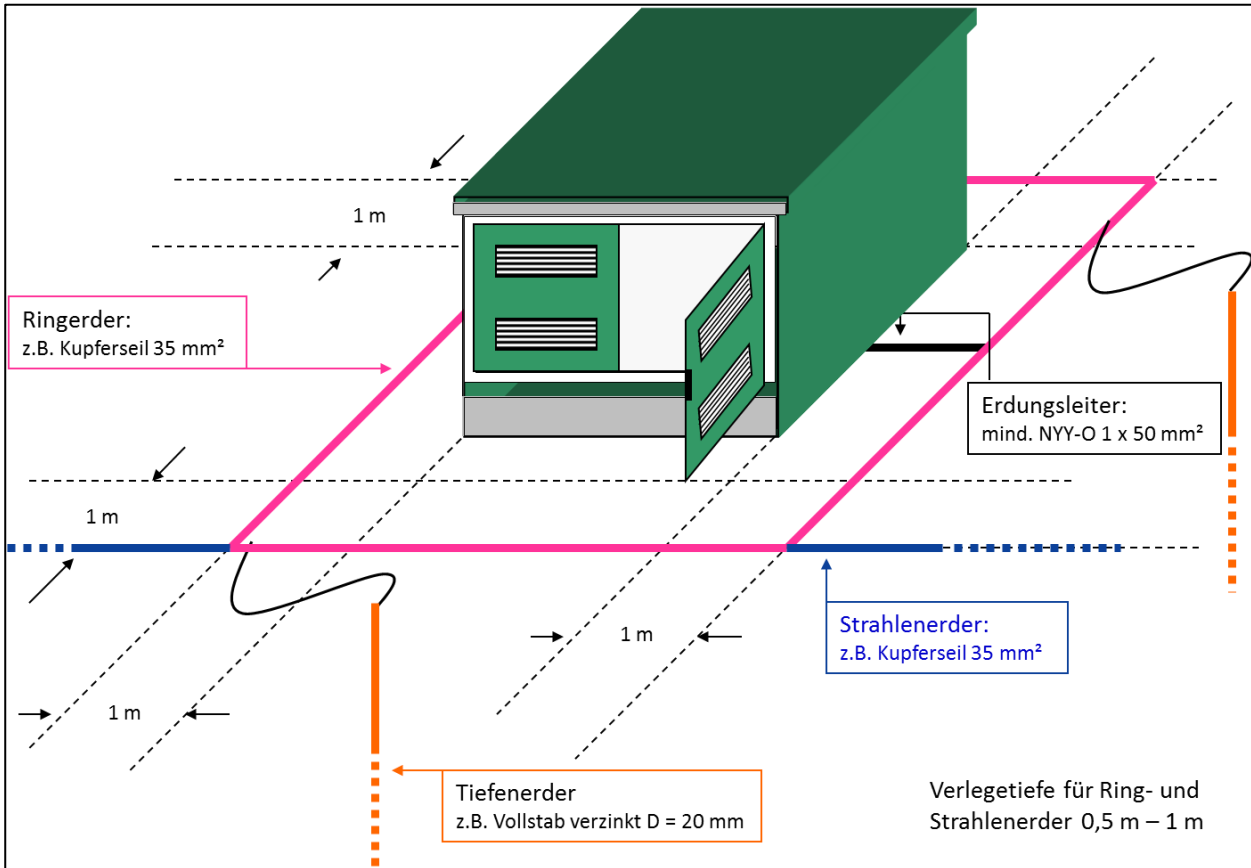 1 m
Ringerder:
z.B. Kupferseil 35 mm²
Erdungsleiter:
mind. NYY-O 1 x 50 mm²
1 m
1 m
Strahlenerder:
z.B. Kupferseil 35 mm²
1 m
Tiefenerder
z.B. Vollstab verzinkt D = 20 mm
Verlegetiefe für Ring- und
Strahlenerder 0,5 m – 1 m